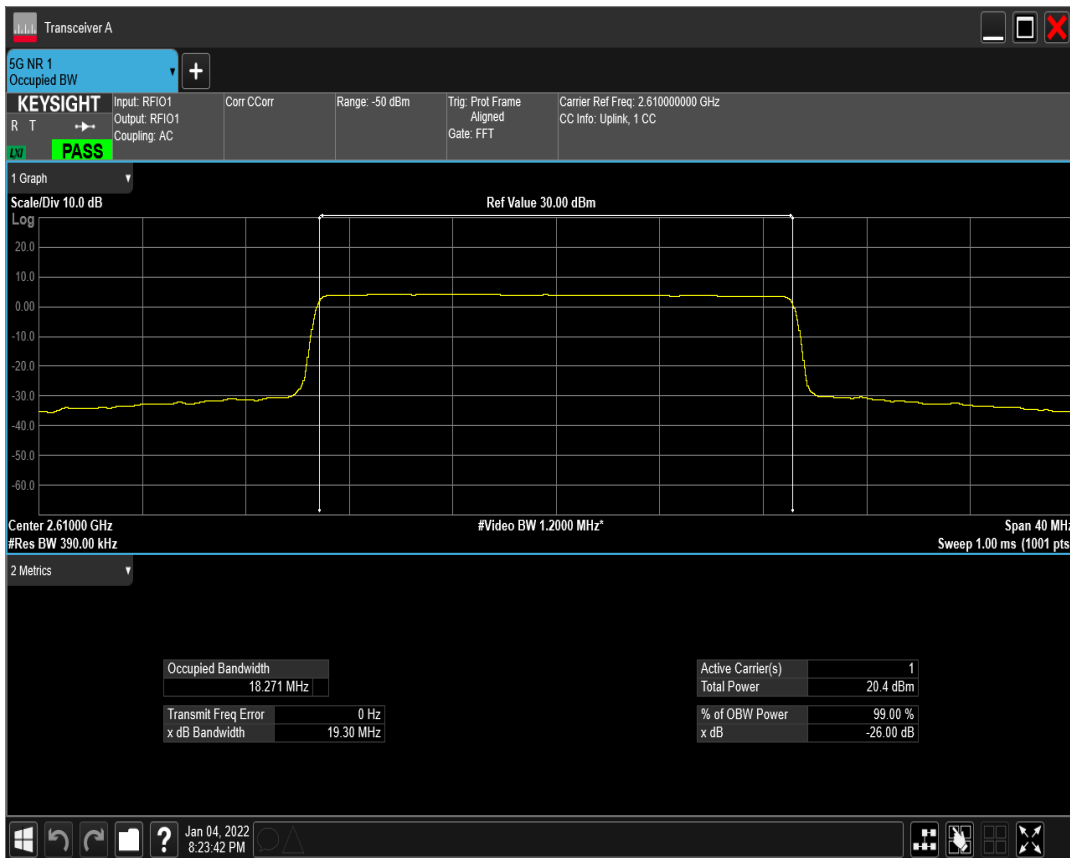 Transceiver A
5G NR 1
Occupied BW
+
KEYSIGHT
R T
LXI
PASS
Input: RFIO1
Output: RFIO1
Coupling: AC
Corr CCorr
Range: -50 dBm
Trig: Prot Frame
Aligned
Gate: FFT
Carrier Ref Freq: 2.610000000 GHz
CC Info: Uplink, 1 CC
1 Graph
Scale/Div 10.0 dB
Ref Value 30.00 dBm
Log
20.0
10.0
0.00
-10.0
-20.0
-30.0
-40.0
-50.0
-60.0
Center 2.61000 GHz
#Video BW 1.2000 MHz*
Span 40 MHz
#Res BW 390.00 kHz
Sweep 1.00 ms (1001 pts
2 Metrics
Occupied Bandwidth
18.271 MHz
Transmit Freq Error 0 Hz
x dB Bandwidth 19.30 MHz
Active Carrier(s) 1
Total Power 20.4 dBm
% of OBW Power 99.00 %
x dB -26.00 dB
?
Jan 04, 2022
8:23:42 PM